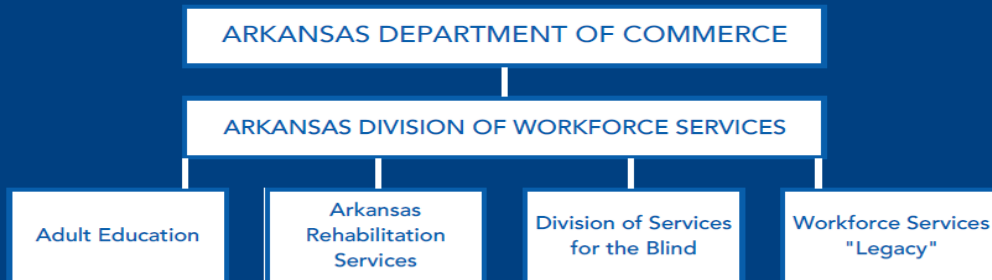 ARKANSAS DEPARTMENT OF COMMERCE
ARKANSAS DIVISION OF WORKFORCE SERVICES
Adult Education
Arkansas
Rehabilitation
Services
Division of Services
for the Blind
Workforce Services
"Legacy"